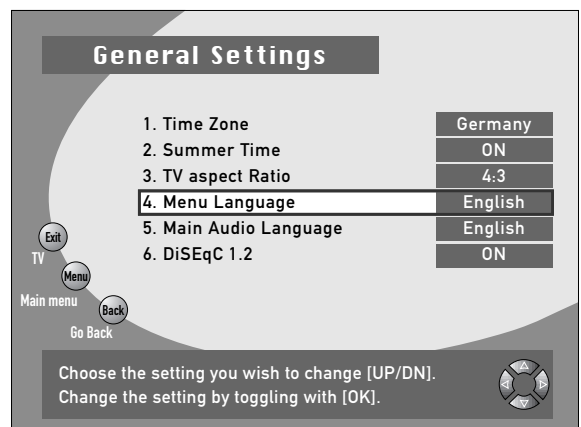 General Settings
1. Time Zone Germany
2. Summer Time ON
3. TV aspect Ratio 4:3
4. Menu Language English
5. Main Audio Language English
6. DiSEqC 1.2 ON
Exit
TV
Menu
Main menu
Back
Go Back
Choose the setting you wish to change [UP/DN].
Change the setting by toggling with [OK].